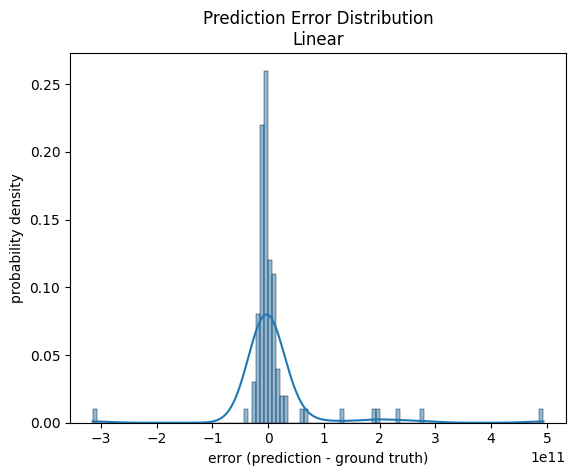 Prediction Error Distribution
Linear
probability density
0.25
0.20
0.15
0.10
0.05
0.00
−3 −2 −1 0 1 2 3 4 5
1e11
error (prediction - ground truth)